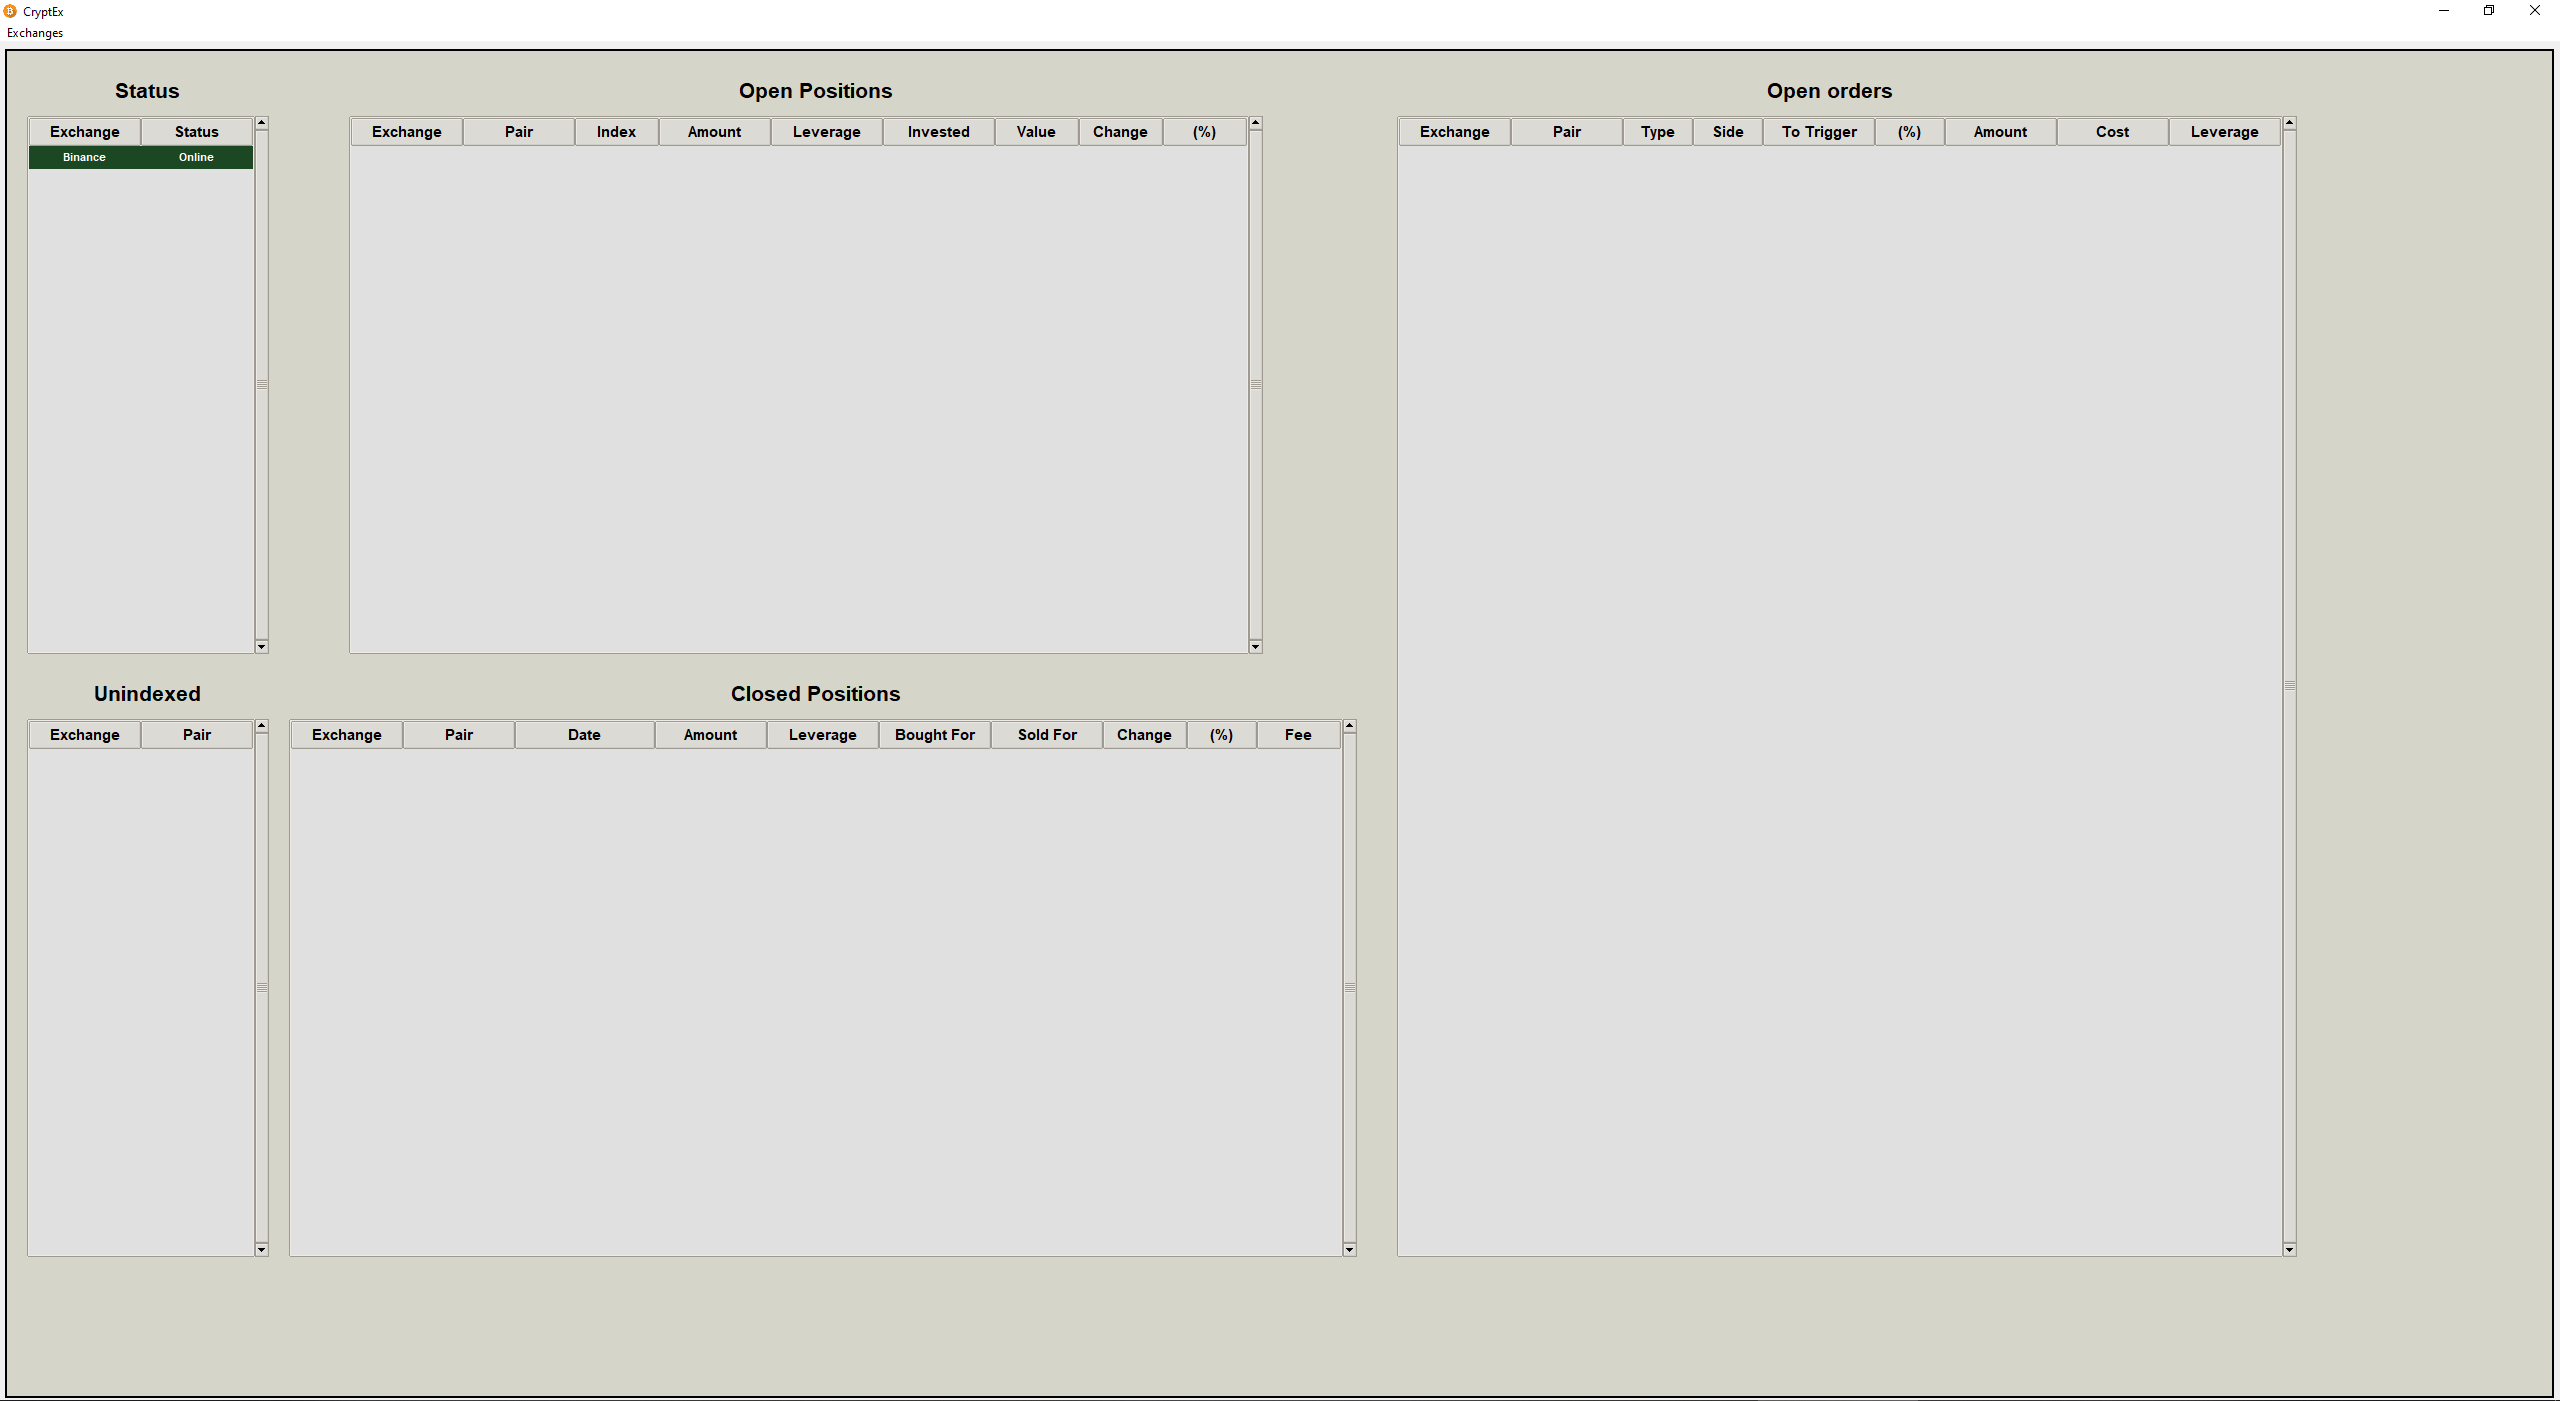 CryptEx
Exchanges
Status
Exchange Status
Binance Online
Open Positions
Exchange Pair Index Amount Leverage Invested Value Change (%)
Open orders
Exchange Pair Type Side To Trigger (%) Amount Cost Leverage
Unindexed
Exchange Pair
Closed Positions
Exchange Pair Date Amount Leverage Bought For Sold For Change (%) Fee